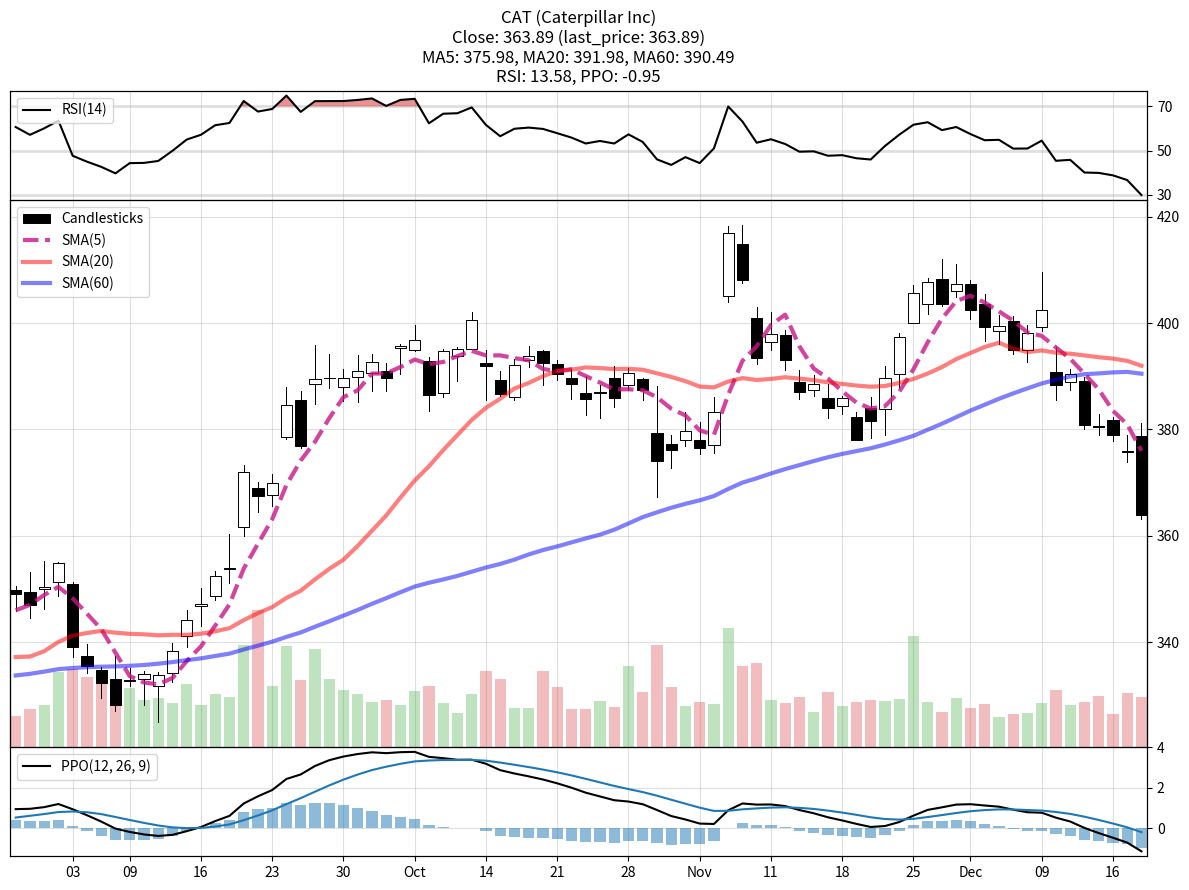 CAT (Caterpillar Inc)
Close: 363.89 (last_price: 363.89)
MA5: 375.98, MA20: 391.98, MA60: 390.49
RSI: 13.58, PPO: -0.95
RSI(14)
70
50
30
Candlesticks
SMA(5)
SMA(20)
SMA(60)
420
400
380
360
340
PPO(12, 26, 9)
4
2
0
03 09 16 23 30 Oct 14 21 28 Nov 11 18 25 Dec 09 16